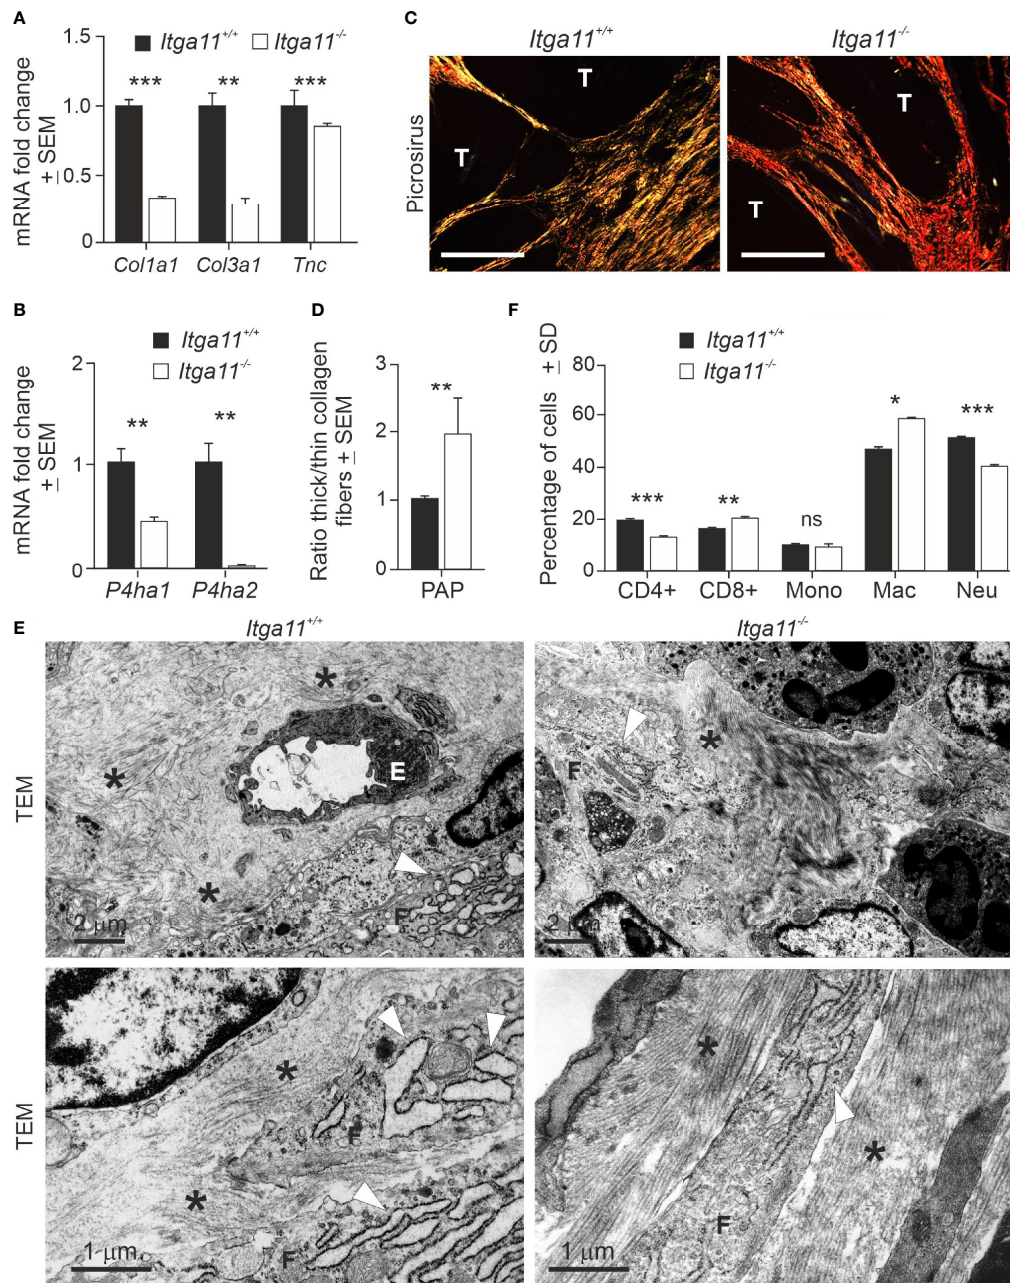 A
mRNA fold change
± SEM
1.5
1.0
0.5
0
Itga11+/+ Itga11-/-
*** ** ***
Col1a1 Col3a1 Tnc
C
Itga11+/+ Itga11-/-
Picrosirus
T
T
T
T
B
mRNA fold change
± SEM
2
1
0
Itga11+/+
Itga11-/-
** **
P4ha1 P4ha2
D
Ratio thick/thin collagen
fibers ± SEM
3
2
1
0
**
PAP
F
Percentage of cells ± SD
80
60
40
20
0
Itga11+/+
Itga11-/-
*** ** ns * ***
CD4+ CD8+ Mono Mac Neu
E
Itga11+/+ Itga11-/-
TEM
*
*
E
*
F
2 µm
*
F
2 µm
TEM
*
F
*
F
1 µm
*
*
F
1 µm